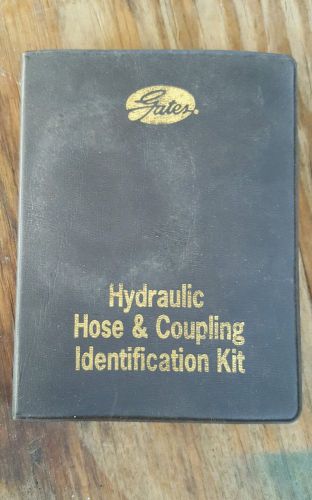 Gates®
Hydraulic
Hose & Coupling
Identification Kit